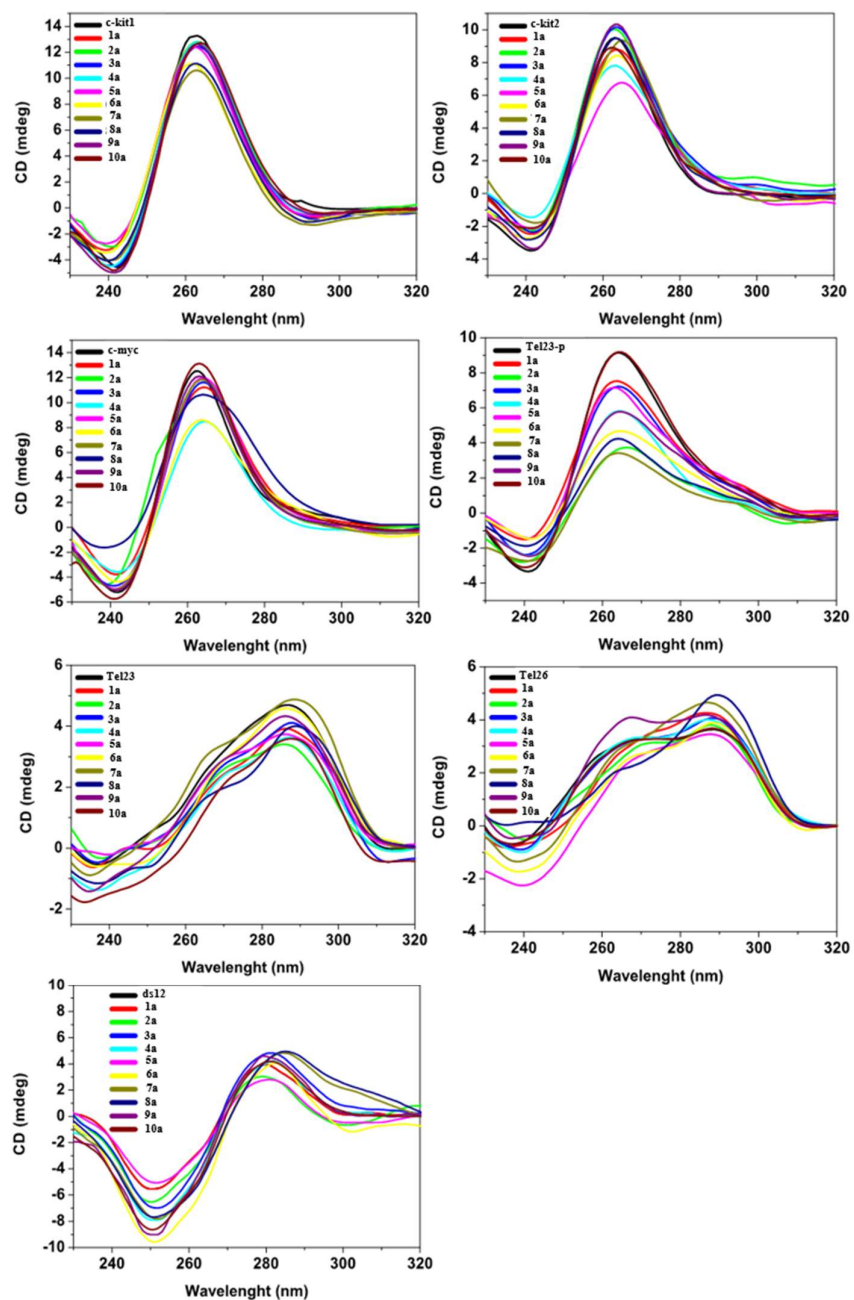 c-kit1
1a
2a
3a
4a
5a
6a
7a
8a
9a
10a
14
12
10
8
6
4
2
0
-2
-4
CD (mdeg)
240 260 280 300 320
Wavelenght (nm)
c-kit2
1a
2a
3a
4a
5a
6a
7a
8a
9a
10a
10
8
6
4
2
0
-2
-4
CD (mdeg)
240 260 280 300 320
Wavelenght (nm)
c-myc
1a
2a
3a
4a
5a
6a
7a
8a
9a
10a
14
12
10
8
6
4
2
0
-2
-4
-6
CD (mdeg)
240 260 280 300 320
Wavelenght (nm)
Tel23-p
1a
2a
3a
4a
5a
6a
7a
8a
9a
10a
10
8
6
4
2
0
-2
-4
CD (mdeg)
240 260 280 300 320
Wavelenght (nm)
Tel23
1a
2a
3a
4a
5a
6a
7a
8a
9a
10a
6
4
2
0
-2
CD (mdeg)
240 260 280 300 320
Wavelenght (nm)
Tel26
1a
2a
3a
4a
5a
6a
7a
8a
9a
10a
6
4
2
0
-2
-4
CD (mdeg)
240 260 280 300 320
Wavelenght (nm)
ds12
1a
2a
3a
4a
5a
6a
7a
8a
9a
10a
10
8
6
4
2
0
-2
-4
-6
-8
-10
CD (mdeg)
240 260 280 300 320
Wavelenght (nm)